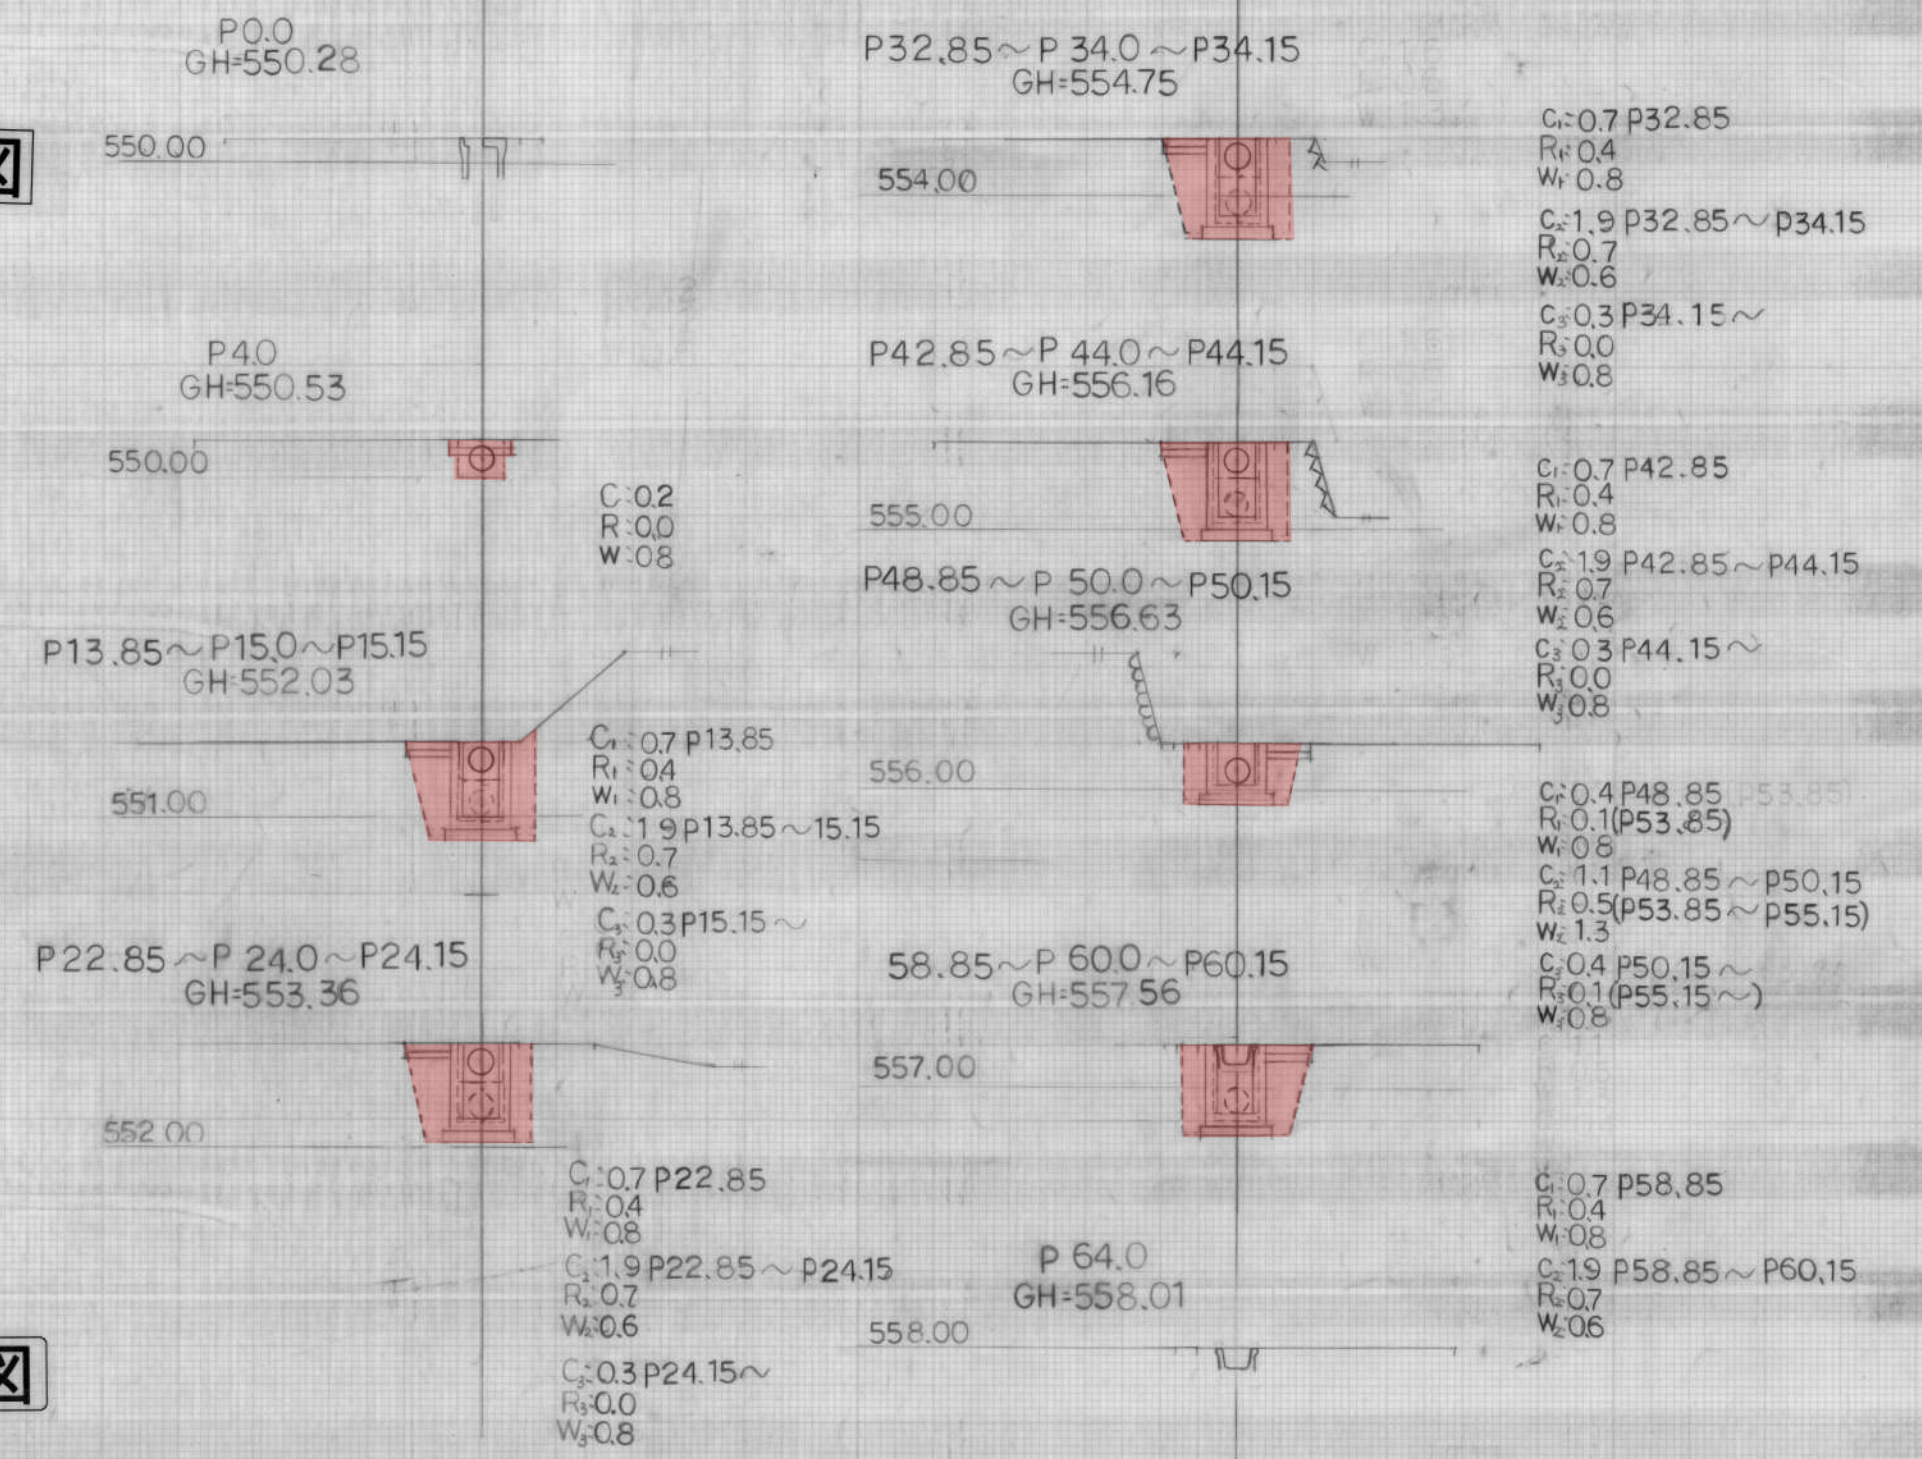 P0.0
GH=550.28
550.00
図
P4.0
GH=550.53
550.00
C:0.2
R:0.0
W:08
P13.85～P15.0～P15.15
GH=552.03
551.00
C₁:0.7 P13.85
R₁:0.4
W₁:0.8
C₂:1 9 P13.85～15.15
R₂:0.7
W₂:0.6
C₃:0.3 P15.15～
R₃:0.0
W₃:0.8
P22.85～P 24.0～P24.15
GH=553.36
552.00
C₁:0.7 P22.85
R₁:0.4
W₁:0.8
C₂:1.9 P22.85～P24.15
R₂:0.7
W₂:0.6
C₃:0.3 P24.15～
R₃:0.0
W₃:0.8
図
P32.85～P 34.0～P34.15
GH=554.75
554.00
C₁:0.7 P32.85
R₁:0.4
W₁:0.8
C₂:1.9 P32.85～P34.15
R₂:0.7
W₂:0.6
C₃:0.3 P34.15～
R₃:0.0
W₃:0.8
P42.85～P 44.0～P44.15
GH=556.16
555.00
C₁:0.7 P42.85
R₁:0.4
W₁:0.8
C₂:1.9 P42.85～P44.15
R₂:0.7
W₂:0.6
C₃:03 P44.15～
R₃:0.0
W₃:0.8
P48.85～P 50.0～P50.15
GH=556.63
556.00
C₁:0.4 P48.85 (P53.85)
R₁:0.1(P53.85)
W₁:0.8
C₂:1.1 P48.85～P50.15
R₂:0.5(P53.85～P55.15)
W₂:1.3
C₃:0.4 P50.15～
R₃:0.1(P55.15～)
W₃:0.8
58.85～P 60.0～P60.15
GH=557.56
557.00
C₁:0.7 P58.85
R₁:0.4
W₁:0.8
C₂:1.9 P58.85～P60.15
R₂:0.7
W₂:0.6
P 64.0
GH=558.01
558.00